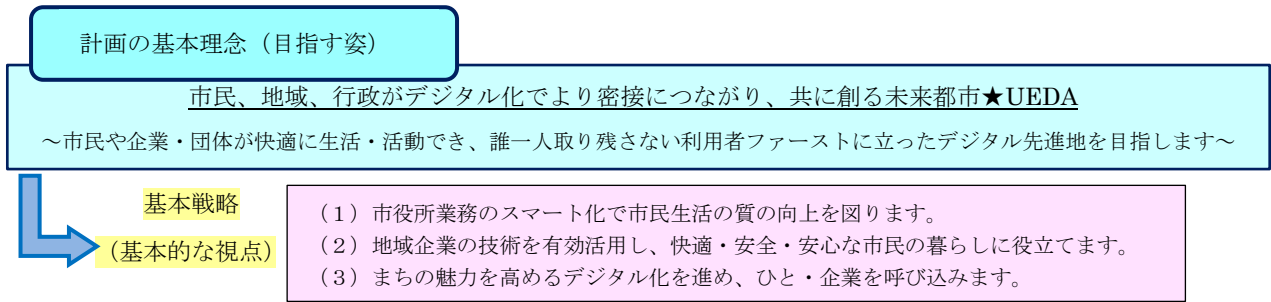 計画の基本理念（目指す姿）
市民、地域、行政がデジタル化でより密接につながり、共に創る未来都市★UEDA
～市民や企業・団体が快適に生活・活動でき、誰一人取り残さない利用者ファーストに立ったデジタル先進地を目指します～
基本戦略
（基本的な視点）
（１）市役所業務のスマート化で市民生活の質の向上を図ります。
（２）地域企業の技術を有効活用し、快適・安全・安心な市民の暮らしに役立てます。
（３）まちの魅力を高めるデジタル化を進め、ひと・企業を呼び込みます。